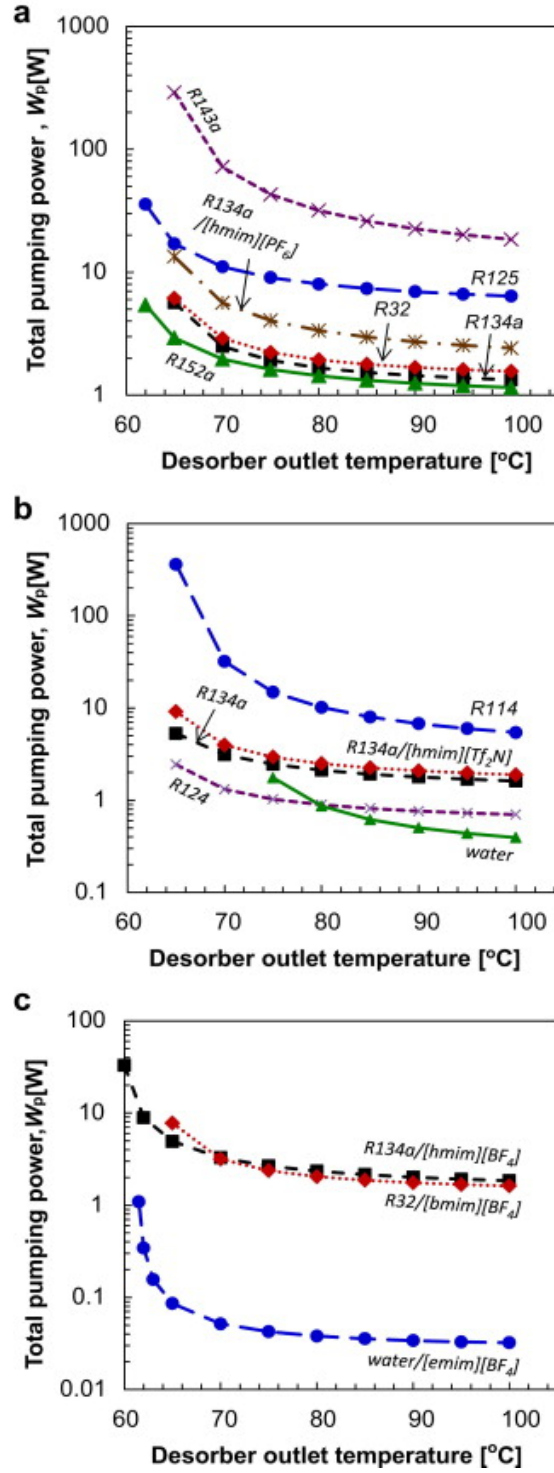 a
1000
100
10
1
Total pumping power , Wp[W]
R143a
R134a
/[hmim][PF6]
R125
R32
R134a
R152a
60 70 80 90 100
Desorber outlet temperature [°C]
b
1000
100
10
1
0.1
Total pumping power, Wp[W]
R114
R134a
R134a/[hmim][Tf2N]
R124
water
60 70 80 90 100
Desorber outlet temperature [°C]
c
100
10
1
0.1
0.01
Total pumping power,Wp[W]
R134a/[hmim][BF4]
R32/[bmim][BF4]
water/[emim][BF4]
60 70 80 90 100
Desorber outlet temperature [°C]